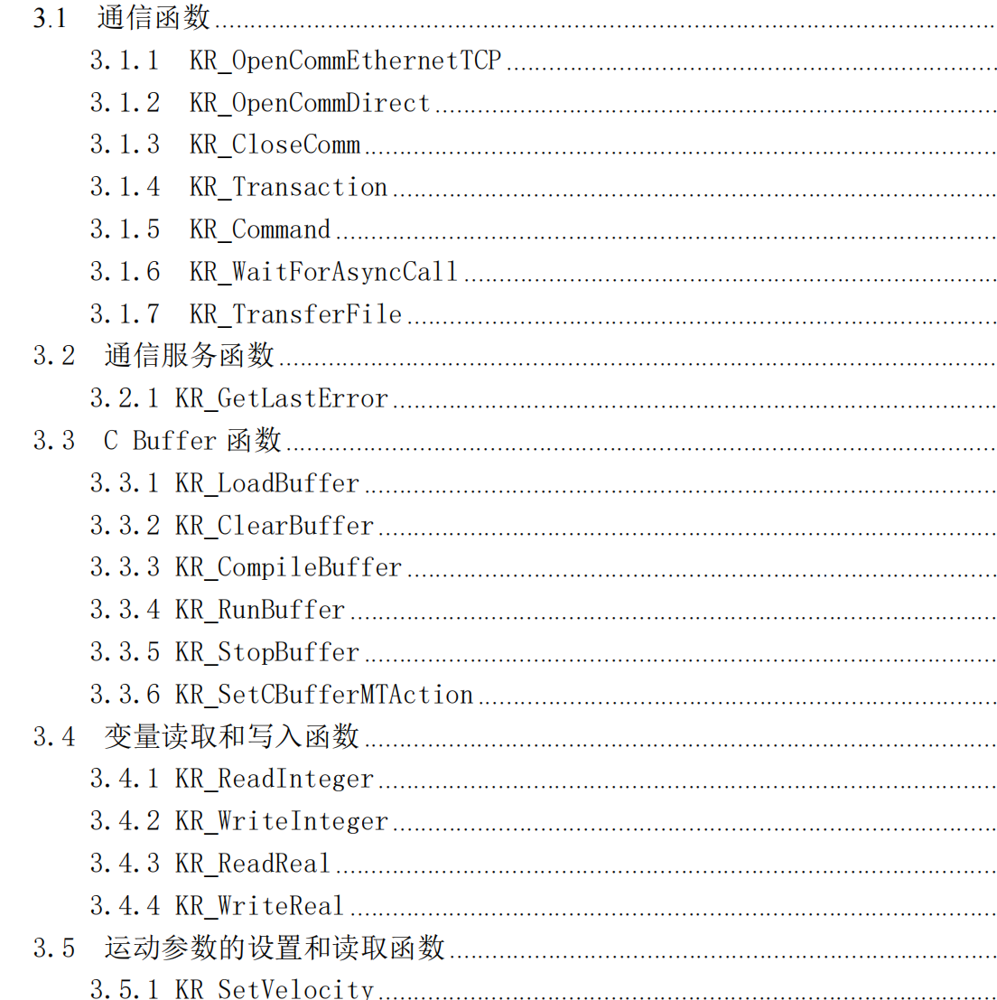 3.1 通信函数
3.1.1 KR_OpenCommEthernetTCP
3.1.2 KR_OpenCommDirect
3.1.3 KR_CloseComm
3.1.4 KR_Transaction
3.1.5 KR_Command
3.1.6 KR_WaitForAsyncCall
3.1.7 KR_TransferFile
3.2 通信服务函数
3.2.1 KR_GetLastError
3.3 C Buffer 函数
3.3.1 KR_LoadBuffer
3.3.2 KR_ClearBuffer
3.3.3 KR_CompileBuffer
3.3.4 KR_RunBuffer
3.3.5 KR_StopBuffer
3.3.6 KR_SetCBufferMTAction
3.4 变量读取和写入函数
3.4.1 KR_ReadInteger
3.4.2 KR_WriteInteger
3.4.3 KR_ReadReal
3.4.4 KR_WriteReal
3.5 运动参数的设置和读取函数
3.5.1 KR SetVelocity